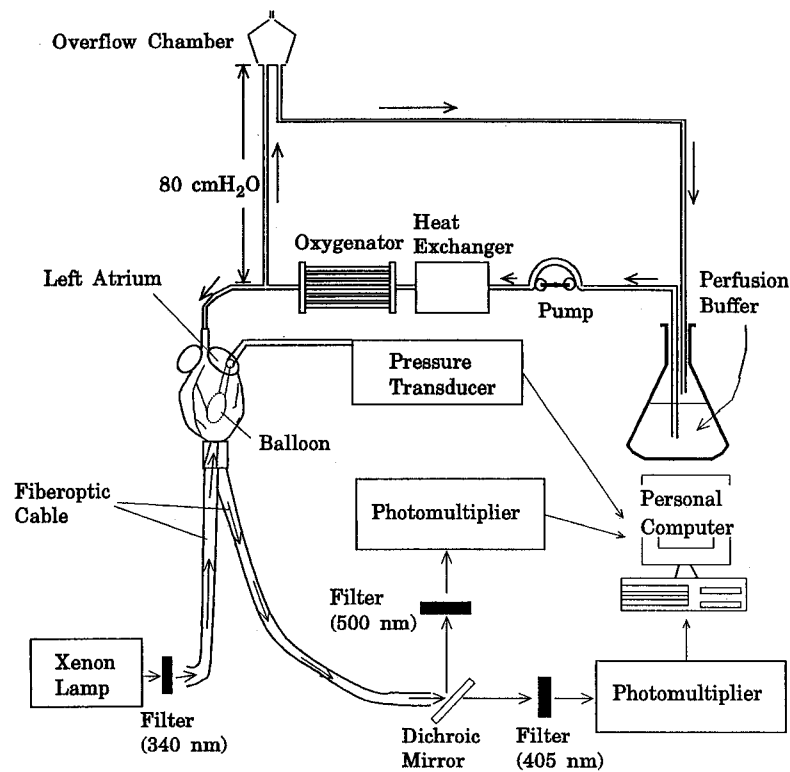 Overflow Chamber
80 cmH₂O
Oxygenator
Heat
Exchanger
Pump
Perfusion
Buffer
Left Atrium
Pressure
Transducer
Balloon
Fiberoptic
Cable
Photomultiplier
Personal
Computer
Filter
(500 nm)
Xenon
Lamp
Filter
(340 nm)
Dichroic
Mirror
Filter
(405 nm)
Photomultiplier